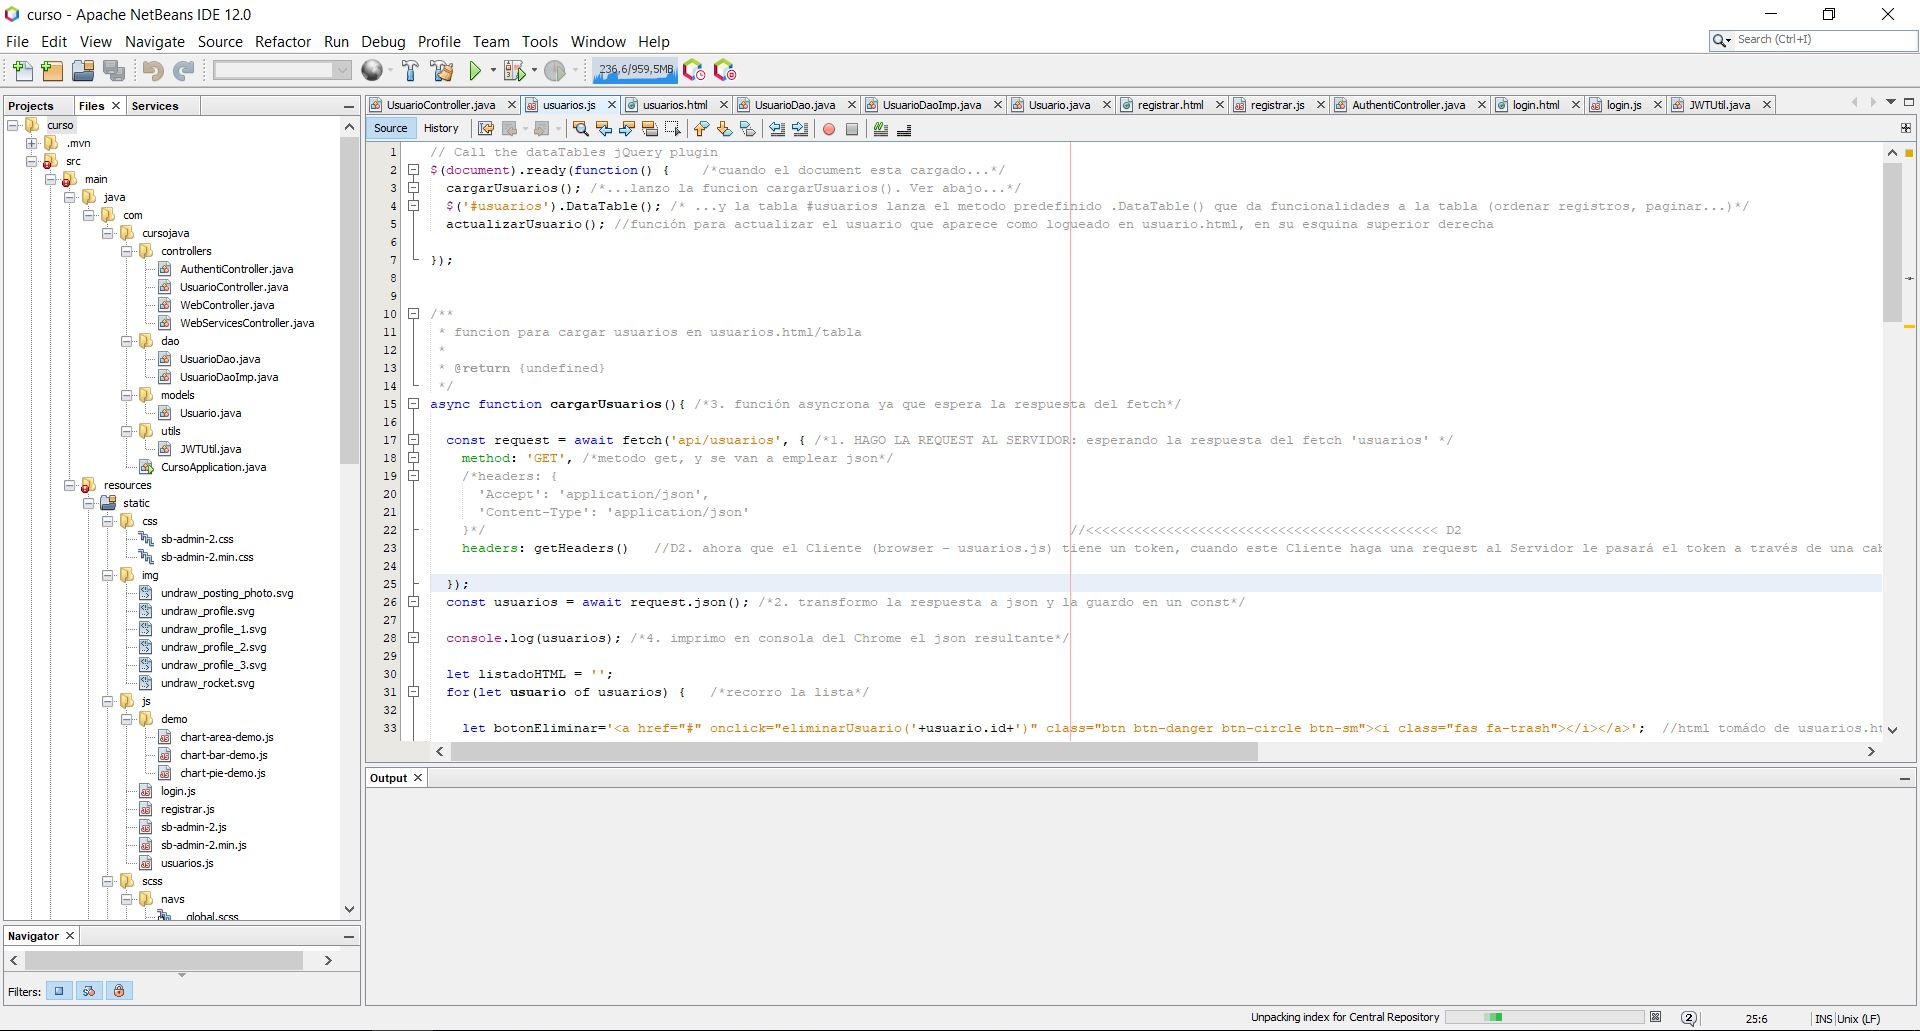 curso - Apache NetBeans IDE 12.0
File Edit View Navigate Source Refactor Run Debug Profile Team Tools Window Help
Search (Ctrl+I)
236,6/959,5MB
Projects Files Services
UsuarioController.java usuarios.js usuarios.html UsuarioDao.java UsuarioDaoImp.java Usuario.java registrar.html registrar.js AuthentiController.java login.html login.js JWTUtil.java
Source History
curso
.mvn
src
main
java
com
cursojava
controllers
AuthentiController.java
UsuarioController.java
WebController.java
WebServicesController.java
dao
UsuarioDao.java
UsuarioDaoImp.java
models
Usuario.java
utils
JWTUtil.java
CursoApplication.java
resources
static
css
sb-admin-2.css
sb-admin-2.min.css
img
undraw_posting_photo.svg
undraw_profile.svg
undraw_profile_1.svg
undraw_profile_2.svg
undraw_profile_3.svg
undraw_rocket.svg
js
demo
chart-area-demo.js
chart-bar-demo.js
chart-pie-demo.js
login.js
registrar.js
sb-admin-2.js
sb-admin-2.min.js
usuarios.js
scss
navs
_global.scss
Navigator
Filters:
1 // Call the dataTables jQuery plugin
2 $(document).ready(function() { /*cuando el document esta cargado...*/
3 cargarUsuarios(); /*...lanzo la funcion cargarUsuarios(). Ver abajo...*/
4 $('#usuarios').DataTable(); /* ...y la tabla #usuarios lanza el metodo predefinido .DataTable() que da funcionalidades a la tabla (ordenar registros, paginar...)*/
5 actualizarUsuario(); //función para actualizar el usuario que aparece como logueado en usuario.html, en su esquina superior derecha
6
7 });
8
9
10 /**
11 * funcion para cargar usuarios en usuarios.html/tabla
12 *
13 * @return {undefined}
14 */
15 async function cargarUsuarios(){ /*3. función asyncrona ya que espera la respuesta del fetch*/
16
17 const request = await fetch('api/usuarios', { /*1. HAGO LA REQUEST AL SERVIDOR: esperando la respuesta del fetch 'usuarios' */
18 method: 'GET', /*metodo get, y se van a emplear json*/
19 /*headers: {
20 'Accept': 'application/json',
21 'Content-Type': 'application/json'
22 }*/ //<<<<<<<<<<<<<<<<<<<<<<<<<<<<<<<<<<<<<<<<<<<< D2
23 headers: getHeaders() //D2. ahora que el Cliente (browser - usuarios.js) tiene un token, cuando este Cliente haga una request al Servidor le pasará el token a través de una cab
24
25 });
26 const usuarios = await request.json(); /*2. transformo la respuesta a json y la guardo en un const*/
27
28 console.log(usuarios); /*4. imprimo en consola del Chrome el json resultante*/
29
30 let listadoHTML = '';
31 for(let usuario of usuarios) { /*recorro la lista*/
32
33 let botonEliminar='<a href="#" onclick="eliminarUsuario('+usuario.id+')" class="btn btn-danger btn-circle btn-sm"><i class="fas fa-trash"></i></a>'; //html tomádo de usuarios.ht
Output
Unpacking index for Central Repository
2
25:6
INS Unix (LF)